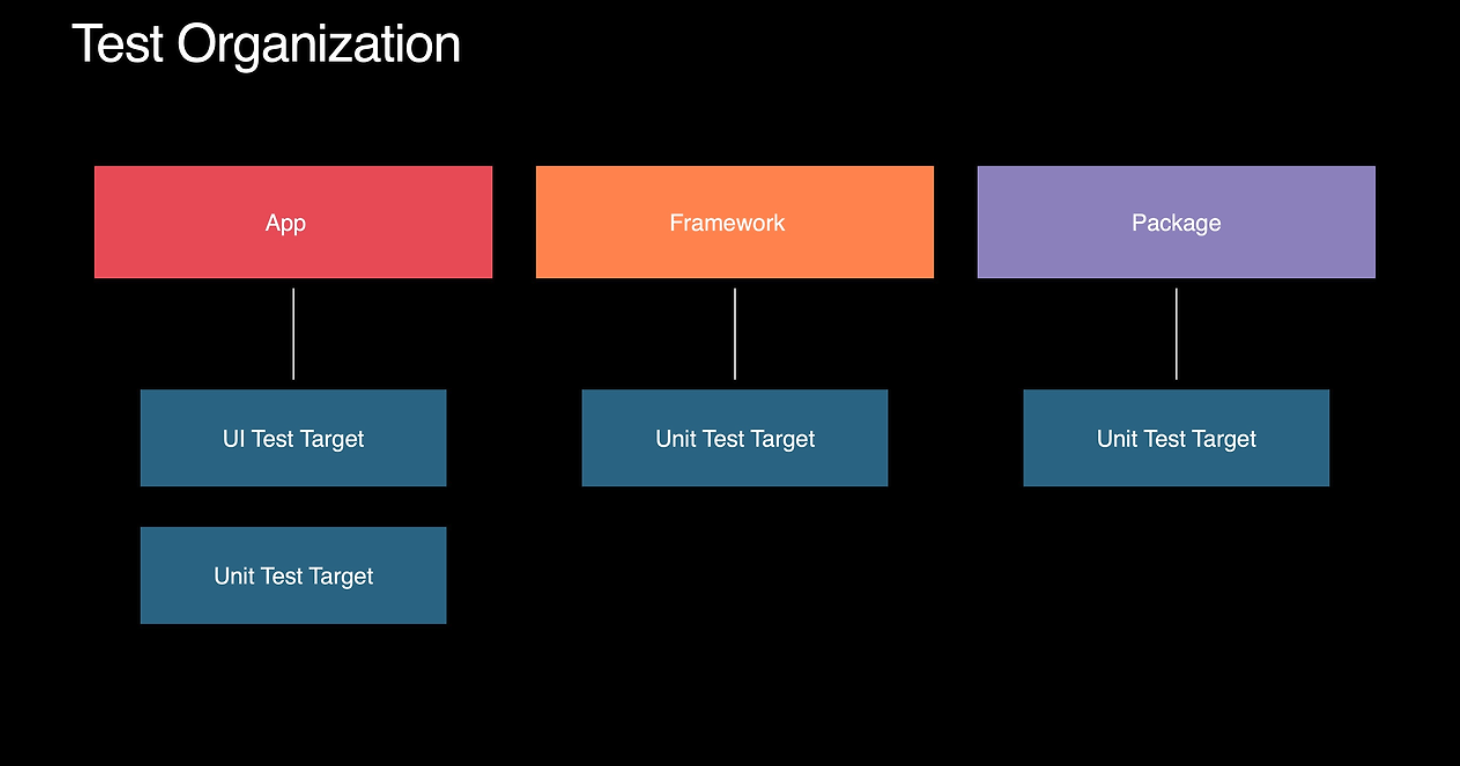 Test Organization
App
Framework
Package
UI Test Target
Unit Test Target
Unit Test Target
Unit Test Target